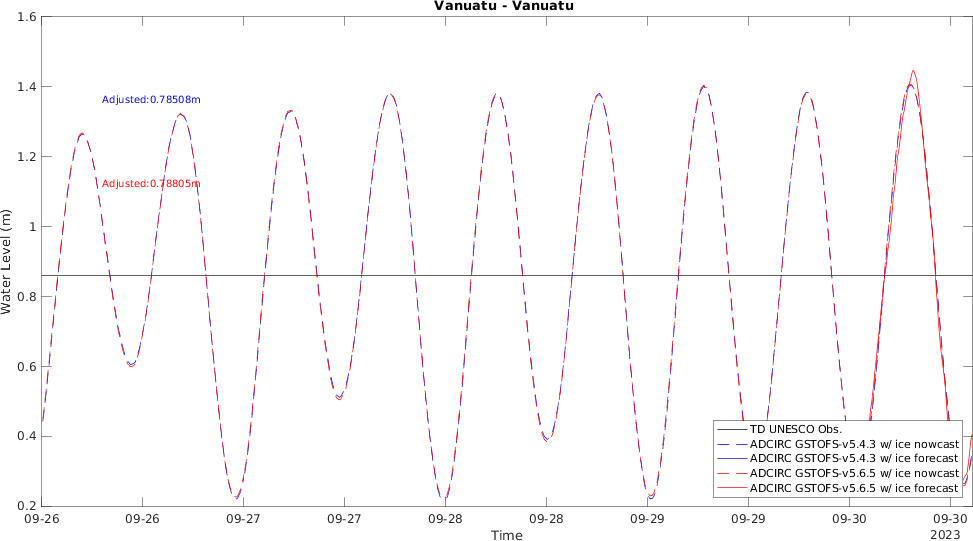 Vanuatu - Vanuatu
1.6
1.4
1.2
1
0.8
0.6
0.4
0.2
Water Level (m)
Adjusted:0.78508m
Adjusted:0.78805m
TD UNESCO Obs.
ADCIRC GSTOFS-v5.4.3 w/ ice nowcast
ADCIRC GSTOFS-v5.4.3 w/ ice forecast
ADCIRC GSTOFS-v5.6.5 w/ ice nowcast
ADCIRC GSTOFS-v5.6.5 w/ ice forecast
09-26 09-26 09-27 09-27 09-28 09-28 09-29 09-29 09-30 09-30
2023
Time